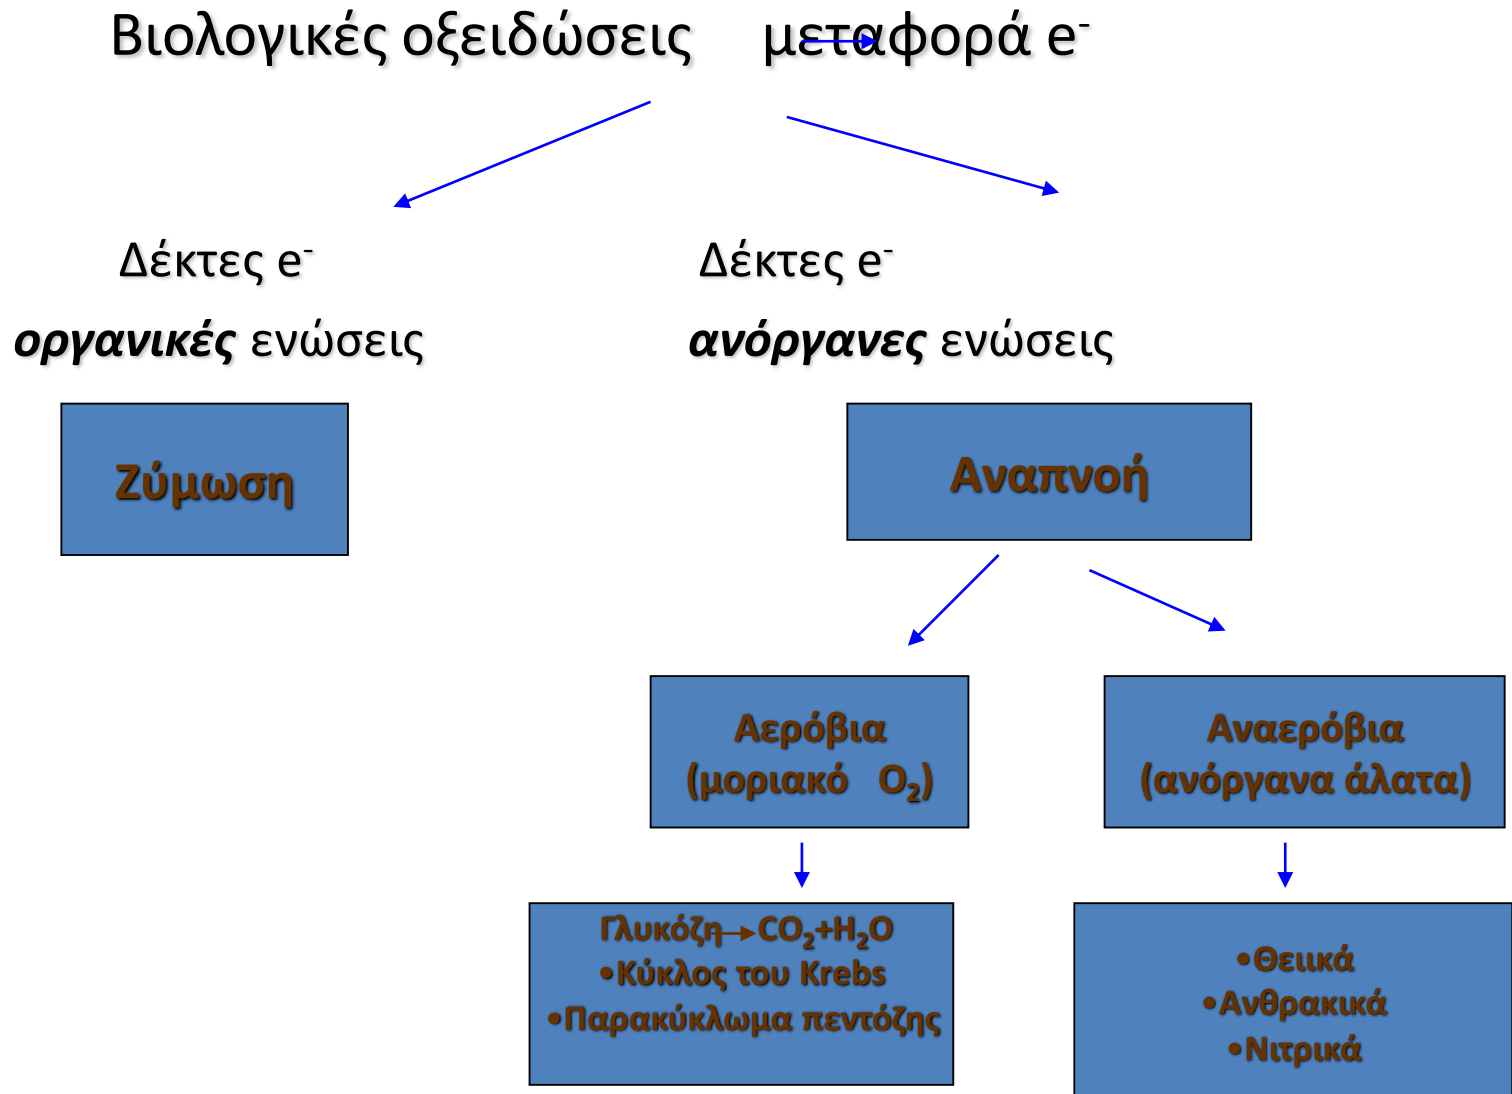 Βιολογικές οξειδώσεις → μεταφορά e⁻
Δέκτες e⁻
οργανικές ενώσεις
Ζύμωση
Δέκτες e⁻
ανόργανες ενώσεις
Αναπνοή
Αερόβια
(μοριακό O₂)
Γλυκόζη→CO₂+H₂O
•Κύκλος του Krebs
•Παρακύκλωμα πεντόζης
Αναερόβια
(ανόργανα άλατα)
•Θειικά
•Ανθρακικά
•Νιτρικά